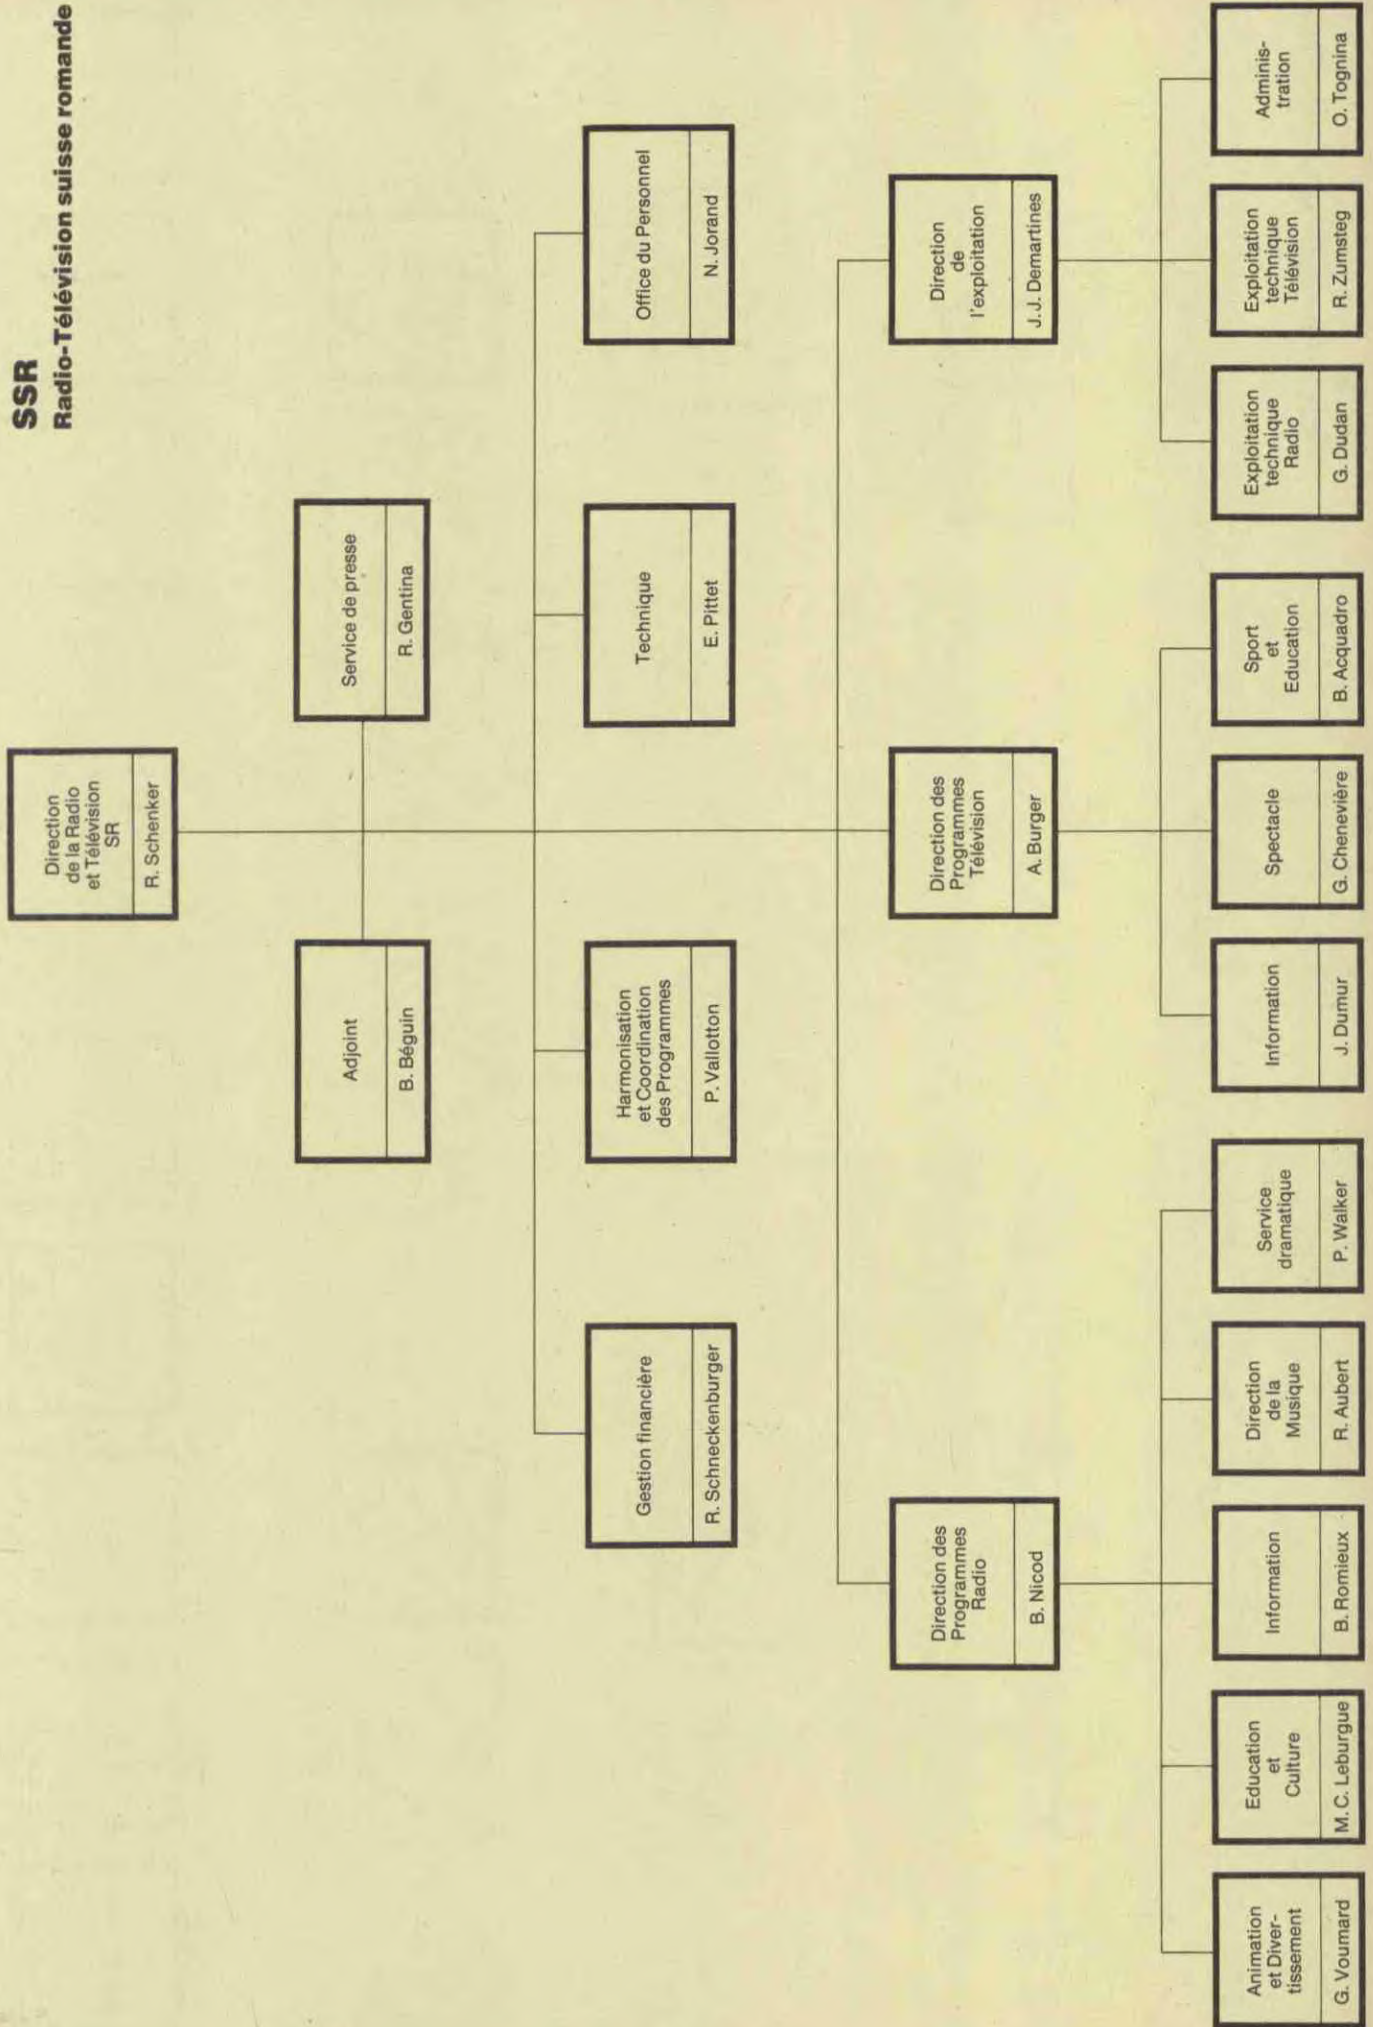 SSR
Radio-Télévision suisse romande
Direction
de la Radio
et Télévision
SR
R. Schenker
Adjoint
B. Béguin
Service de presse
R. Gentina
Gestion financière
R. Schneckenburger
Harmonisation
et Coordination
des Programmes
P. Vallotton
Technique
E. Pittet
Office du Personnel
N. Jorand
Direction des
Programmes
Radio
B. Nicod
Direction des
Programmes
Télévision
A. Burger
Direction
de
l'exploitation
J.J. Demartines
Animation
et Diver-
tissement
G. Voumard
Education
et
Culture
M. C. Leburgue
Information
B. Romieux
Direction
de la
Musique
R. Aubert
Service
dramatique
P. Walker
Information
J. Dumur
Spectacle
G. Chenevière
Sport
et
Education
B. Acquadro
Exploitation
technique
Radio
G. Dudan
Exploitation
technique
Télévision
R. Zumsteg
Adminis-
tration
O. Tognina